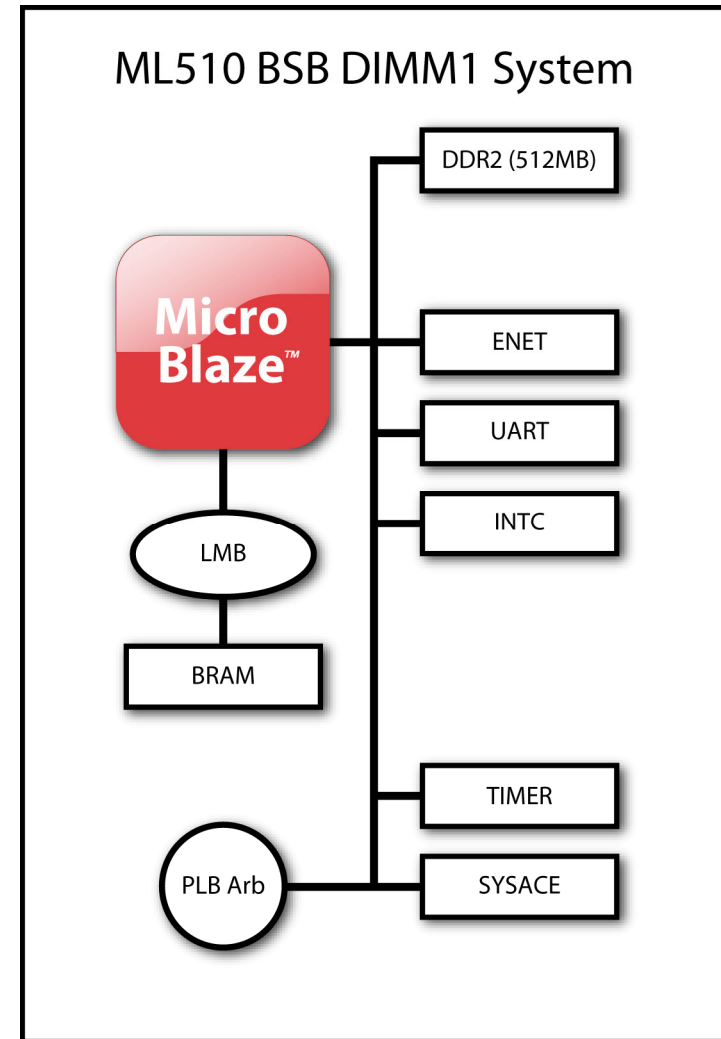 ML510 BSB DIMM1 System
DDR2 (512MB)
Micro
Blaze™
ENET
UART
INTC
LMB
BRAM
TIMER
PLB Arb
SYSACE